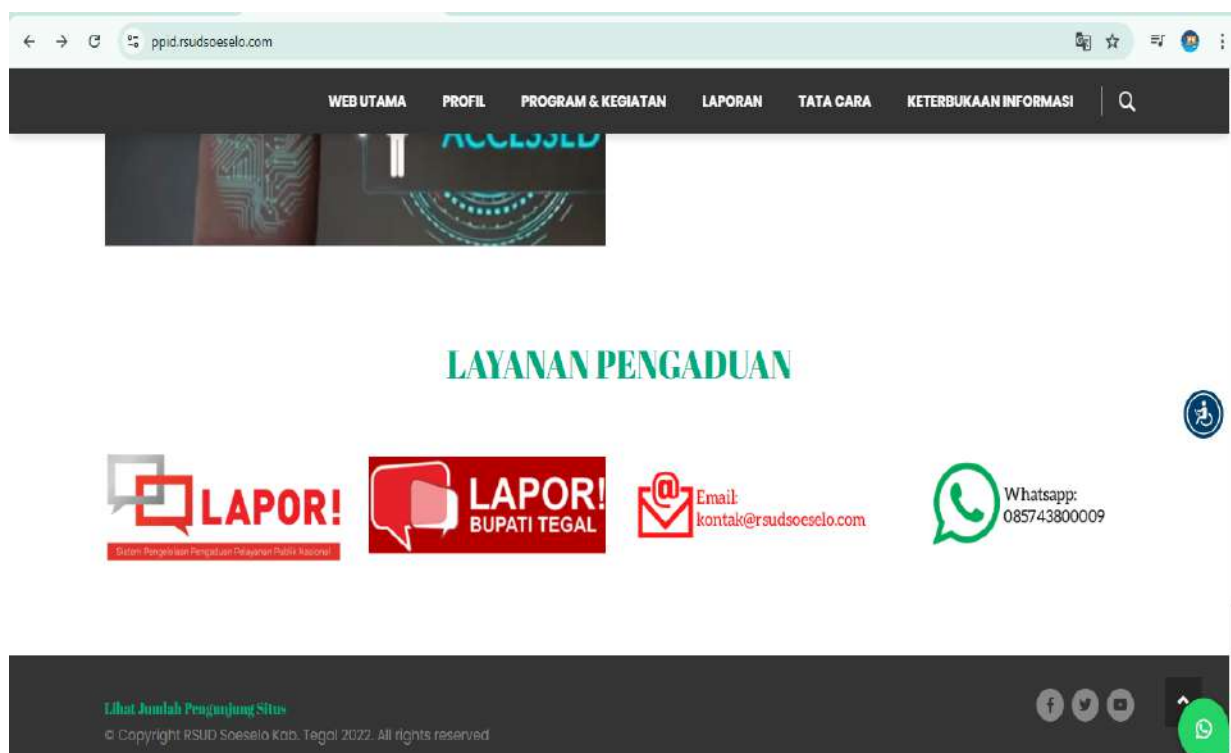 ppid.rsudsoeselo.com
WEB UTAMA PROFIL PROGRAM & KEGIATAN LAPORAN TATA CARA KETERBUKAAN INFORMASI
ACCESSED
LAYANAN PENGADUAN
LAPOR!
Sistem Pengelolaan Pengaduan Pelayanan Publik Nasional
LAPOR!
BUPATI TEGAL
Email:
kontak@rsudsoeselo.com
Whatsapp:
085743800009
Lihat Jumlah Pengunjung Situs
© Copyright RSUD Soeselo Kab. Tegal 2022. All rights reserved